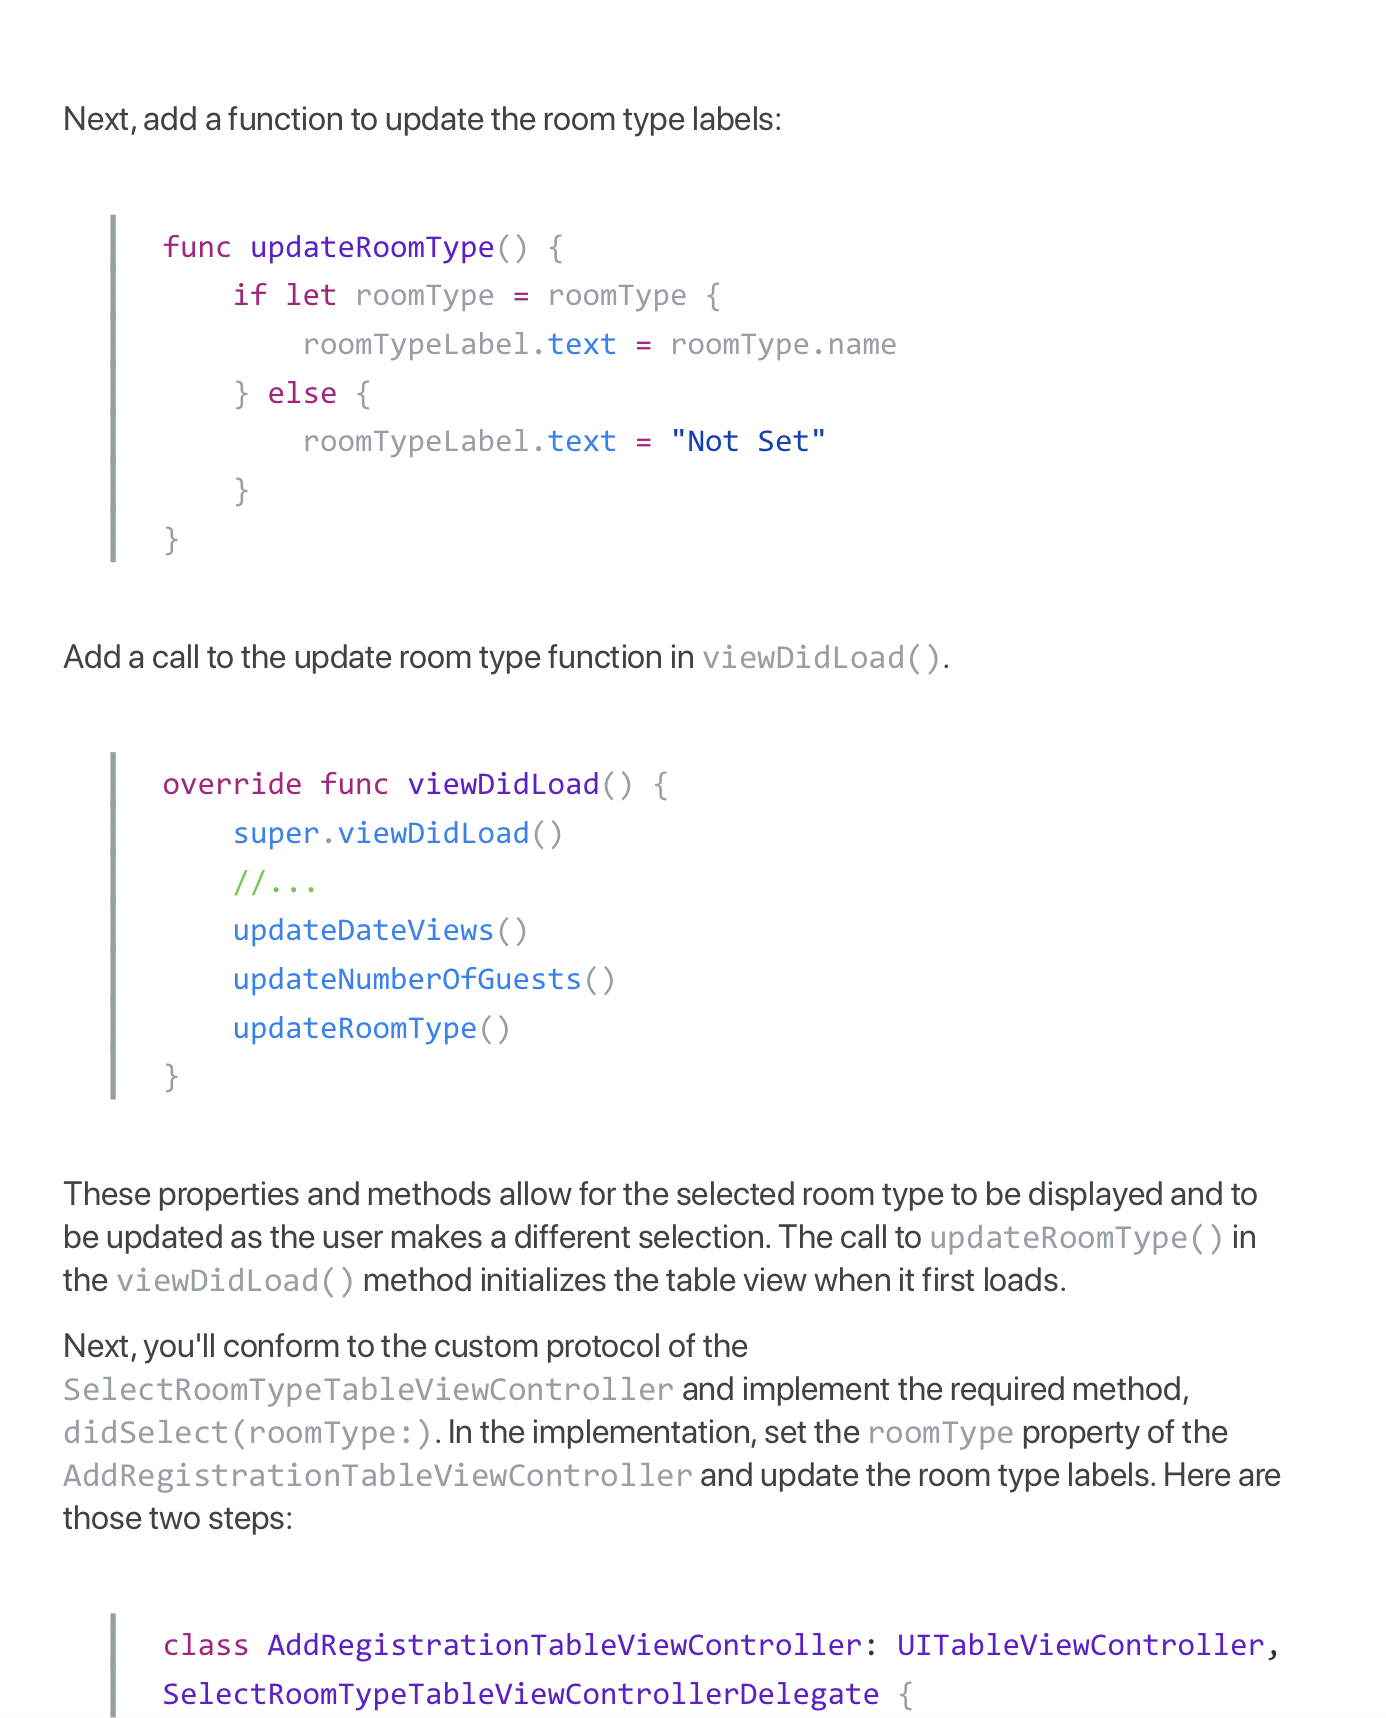 Next, add a function to update the room type labels:
func updateRoomType() {
    if let roomType = roomType {
        roomTypeLabel.text = roomType.name
    } else {
        roomTypeLabel.text = "Not Set"
    }
}
Add a call to the update room type function in viewDidLoad().
override func viewDidLoad() {
    super.viewDidLoad()
    //...
    updateDateViews()
    updateNumberOfGuests()
    updateRoomType()
}
These properties and methods allow for the selected room type to be displayed and to
be updated as the user makes a different selection. The call to updateRoomType() in
the viewDidLoad() method initializes the table view when it first loads.
Next, you'll conform to the custom protocol of the
SelectRoomTypeTableViewController and implement the required method,
didSelect(roomType:). In the implementation, set the roomType property of the
AddRegistrationTableViewController and update the room type labels. Here are
those two steps:
class AddRegistrationTableViewController: UITableViewController,
SelectRoomTypeTableViewControllerDelegate {